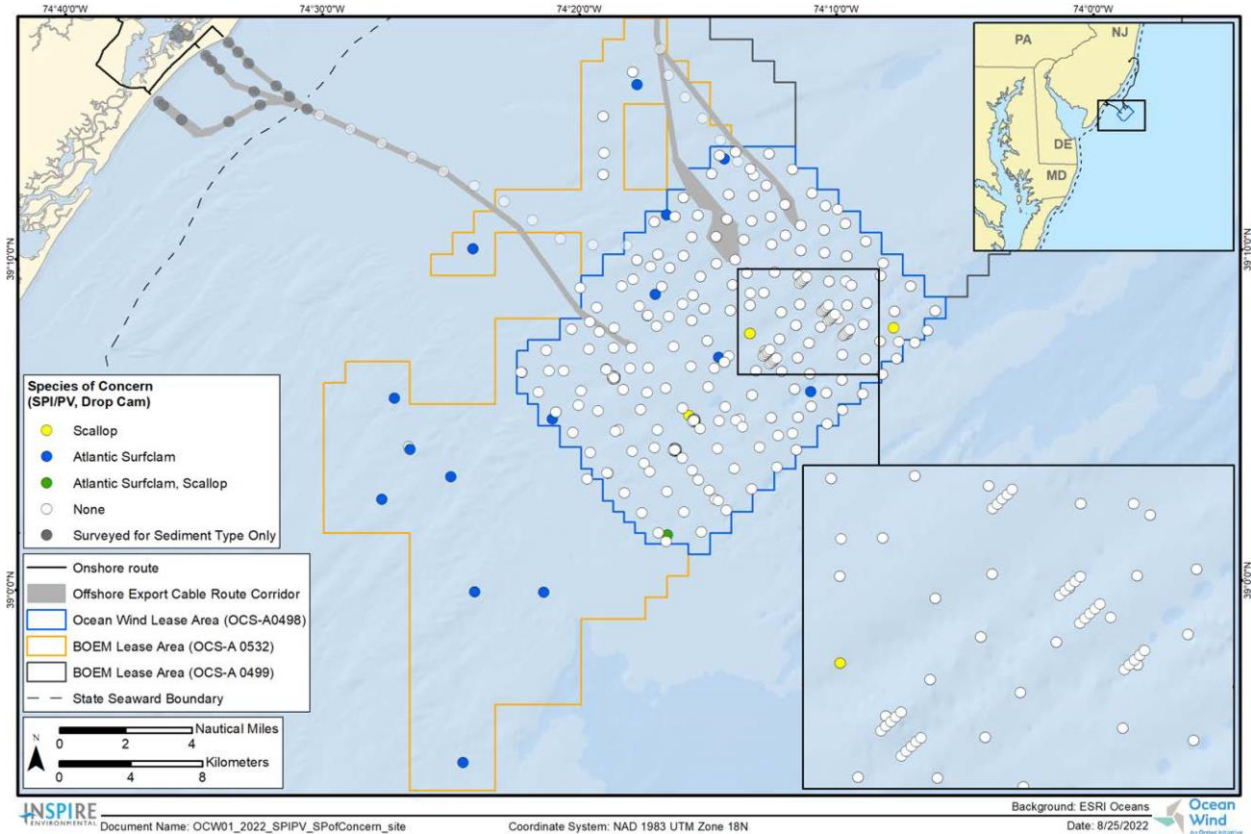 74°40'0"W
74°30'0"W
74°20'0"W
74°10'0"W
74°0'0"W
PA
NJ
DE
MD
39°10'0"N
39°10'0"N
39°0'0"N
39°0'0"N
Species of Concern
(SPI/PV, Drop Cam)
Scallop
Atlantic Surfclam
Atlantic Surfclam, Scallop
None
Surveyed for Sediment Type Only
Onshore route
Offshore Export Cable Route Corridor
Ocean Wind Lease Area (OCS-A0498)
BOEM Lease Area (OCS-A 0532)
BOEM Lease Area (OCS-A 0499)
State Seaward Boundary
N
Nautical Miles
0 2 4
Kilometers
0 4 8
INSPIRE
ENVIRONMENTAL
Document Name: OCW01_2022_SPIPV_SPofConcern_site
Coordinate System: NAD 1983 UTM Zone 18N
Background: ESRI Oceans
Date: 8/25/2022
Ocean
Wind